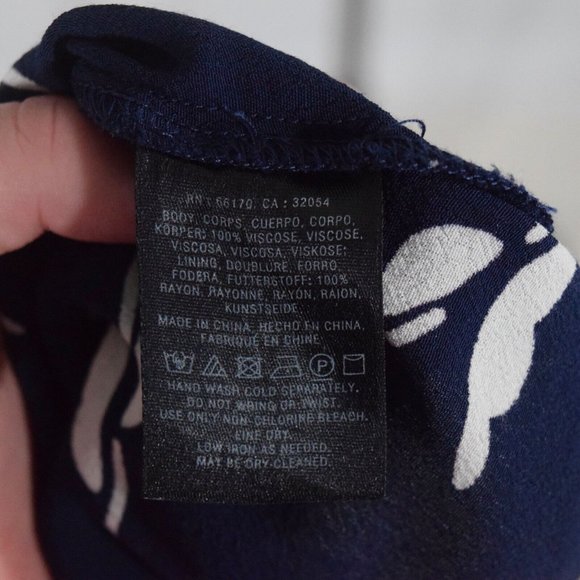 RN: 66170, CA: 32054
BODY, CORPS, CUERPO, CORPO,
KÖRPER: 100% VISCOSE, VISCOSE,
VISCOSA, VISCOSA, VISKOSE;
LINING, DOUBLURE, FORRO,
FODERA, FUTTERSTOFF: 100%
RAYON, RAYONNE, RAYÓN, RAION,
KUNSTSEIDE.
MADE IN CHINA, HECHO EN CHINA,
FABRIQUÉ EN CHINE
P
HAND WASH COLD SEPARATELY.
DO NOT WRING OR TWIST.
USE ONLY NON-CHLORINE BLEACH.
LINE DRY.
LOW IRON AS NEEDED.
MAY BE DRY-CLEANED.